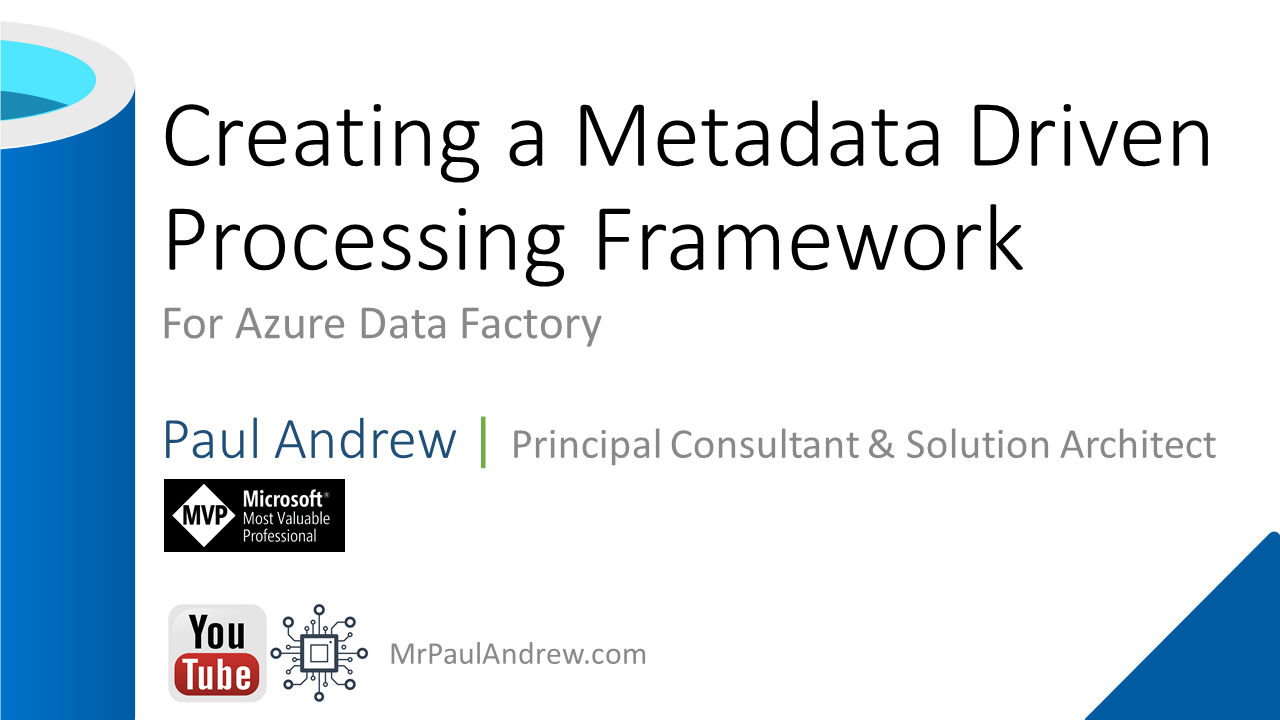 Creating a Metadata Driven
Processing Framework
For Azure Data Factory
Paul Andrew | Principal Consultant & Solution Architect
MVP
Microsoft®
Most Valuable
Professional
You
Tube
MrPaulAndrew.com